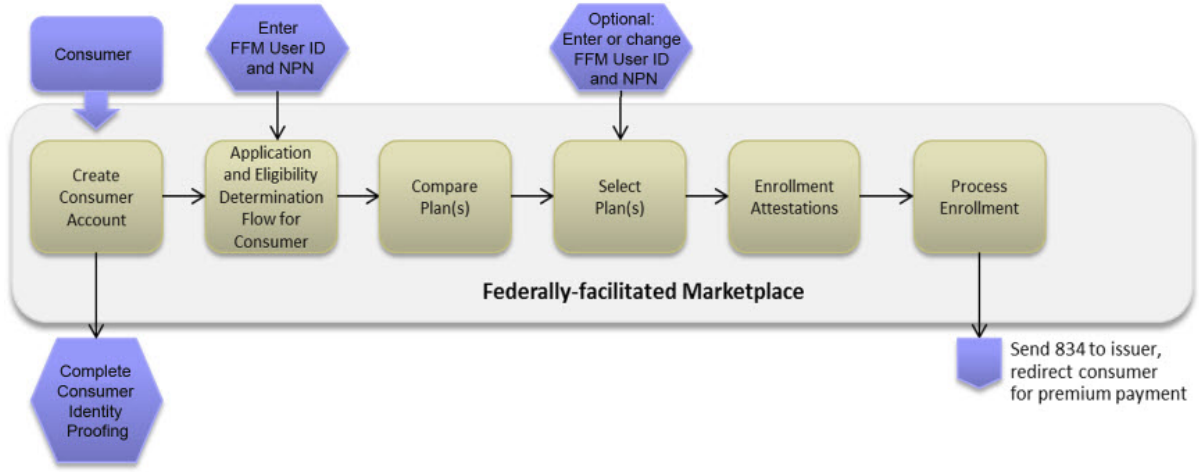 Consumer
Enter
FFM User ID
and NPN
Optional:
Enter or change
FFM User ID
and NPN
Create
Consumer
Account
Application
and Eligibility
Determination
Flow for
Consumer
Compare
Plan(s)
Select
Plan(s)
Enrollment
Attestations
Process
Enrollment
Federally-facilitated Marketplace
Complete
Consumer
Identity
Proofing
Send 834 to issuer,
redirect consumer
for premium payment